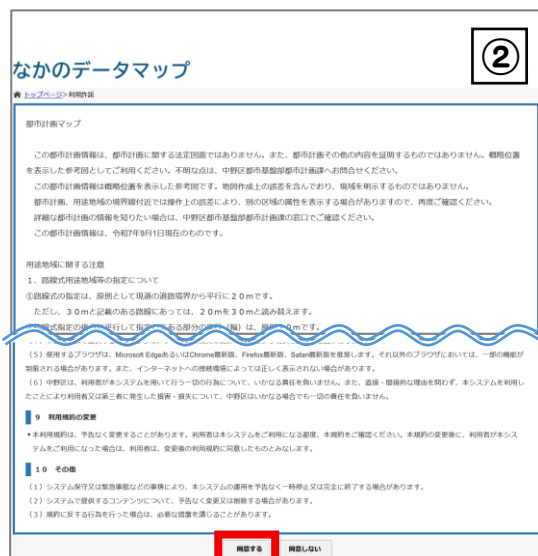 ②
なかのデータマップ
トップページ>利用許諾
都市計画マップ
この都市計画情報は、都市計画に関する法定図面ではありません。また、都市計画その他の内容を証明するものではありません。概略位置
を表示した参考図としてご利用ください。不明な点は、中野区都市基盤部都市計画課へお問合せください。
この都市計画情報は概略位置を表示した参考図です。地図作成上の誤差を含んでおり、境域を明示するものではありません。
都市計画、用途地域の境界線付近では操作上の誤差により、別の区域の属性を表示する場合がありますので、再度ご確認ください。
詳細な都市計画の情報を知りたい場合は、中野区都市基盤部都市計画課の窓口でご確認ください。
この都市計画情報は、令和7年9月1日現在のものです。
用途地域に関する注意
１．路線式用途地域等の指定について
①路線式の指定は、原則として現道の道路境界から平行に２０ｍです。
ただし、３０ｍと記載のある路線にあっては、２０ｍを３０ｍと読み替えます。
（５）使用するブラウザは、Microsoft EdgeあるいはChrome最新版、Firefox最新版、Safari最新版を推奨します。それ以外のブラウザにおいては、一部の機能が
制限される場合があります。また、インターネットへの接続環境によっては正しく表示されない場合があります。
（６）中野区は、利用者が本システムを用いて行う一切の行為について、いかなる責任を負いません。また、直接・間接的な理由を問わず、本システムを利用し
たことにより利用者又は第三者に発生した損害・損失について、中野区はいかなる場合でも一切の責任を負いません。
９　利用規約の変更
•本利用規約は、予告なく変更することがあります。利用者は本システムをご利用になる都度、本規約をご確認ください。本規約の変更後に、利用者が本シス
テムをご利用になった場合は、利用者は、変更後の利用規約に同意したものとみなします。
１０　その他
（１）システム保守又は緊急事態などの事情により、本システムの運用を予告なく一時停止又は完全に終了する場合があります。
（２）システムで提供するコンテンツについて、予告なく変更又は削除する場合があります。
（３）規約に反する行為を行った場合は、必要な措置を講じることがあります。
同意する　同意しない